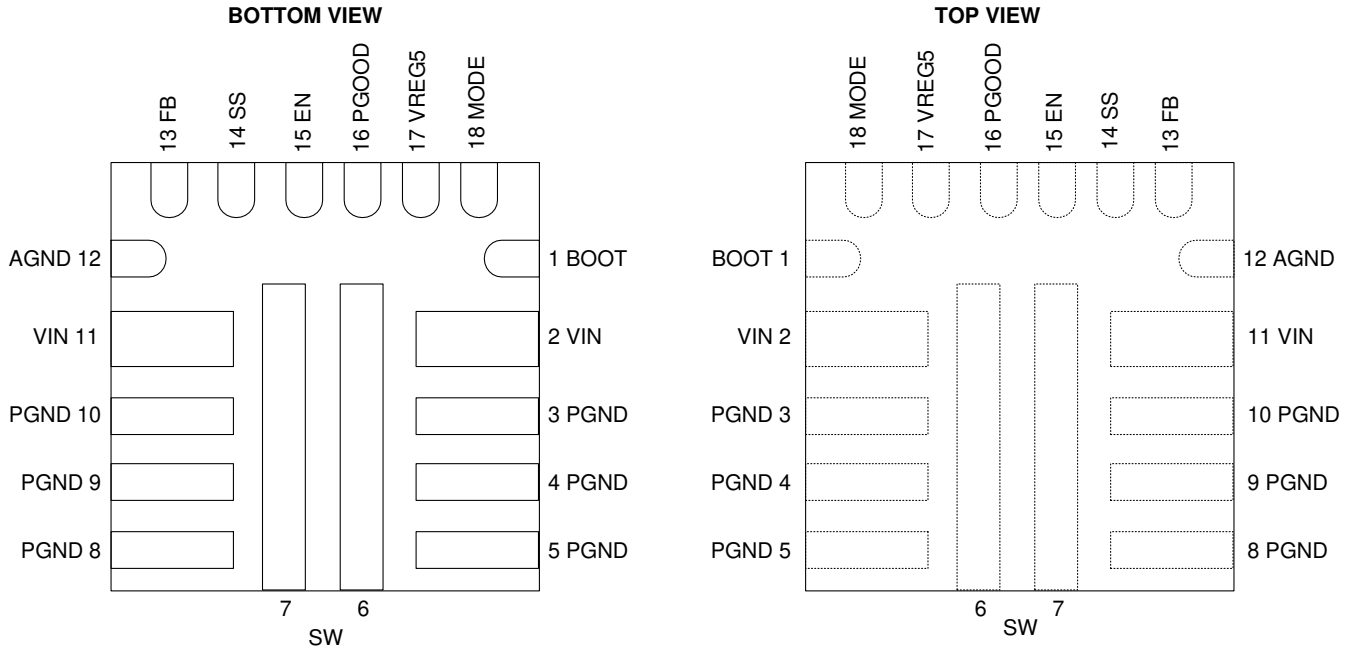 BOTTOM VIEW
13 FB
14 SS
15 EN
16 PGOOD
17 VREG5
18 MODE
AGND 12
1 BOOT
VIN 11
2 VIN
PGND 10
3 PGND
PGND 9
4 PGND
PGND 8
5 PGND
7
6
SW
TOP VIEW
18 MODE
17 VREG5
16 PGOOD
15 EN
14 SS
13 FB
BOOT 1
12 AGND
VIN 2
11 VIN
PGND 3
10 PGND
PGND 4
9 PGND
PGND 5
8 PGND
6
7
SW